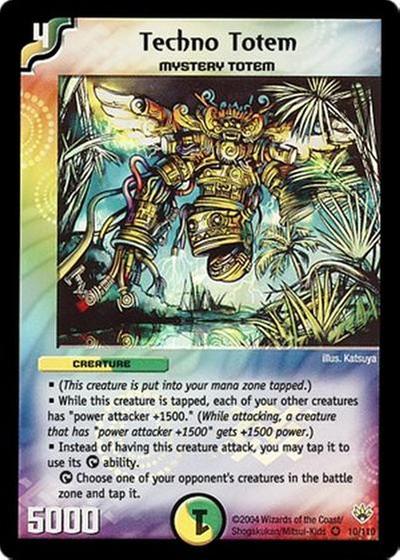 4
Techno Totem
MYSTERY TOTEM
illus. Katsuya
CREATURE
▪ (This creature is put into your mana zone tapped.)
▪ While this creature is tapped, each of your other creatures
has "power attacker +1500." (While attacking, a creature
that has "power attacker +1500" gets +1500 power.)
▪ Instead of having this creature attack, you may tap it to
use its ability.
Choose one of your opponent's creatures in the battle
zone and tap it.
5000
1
©2004 Wizards of the Coast/
Shogakukan/Mitsui-Kids 10/110